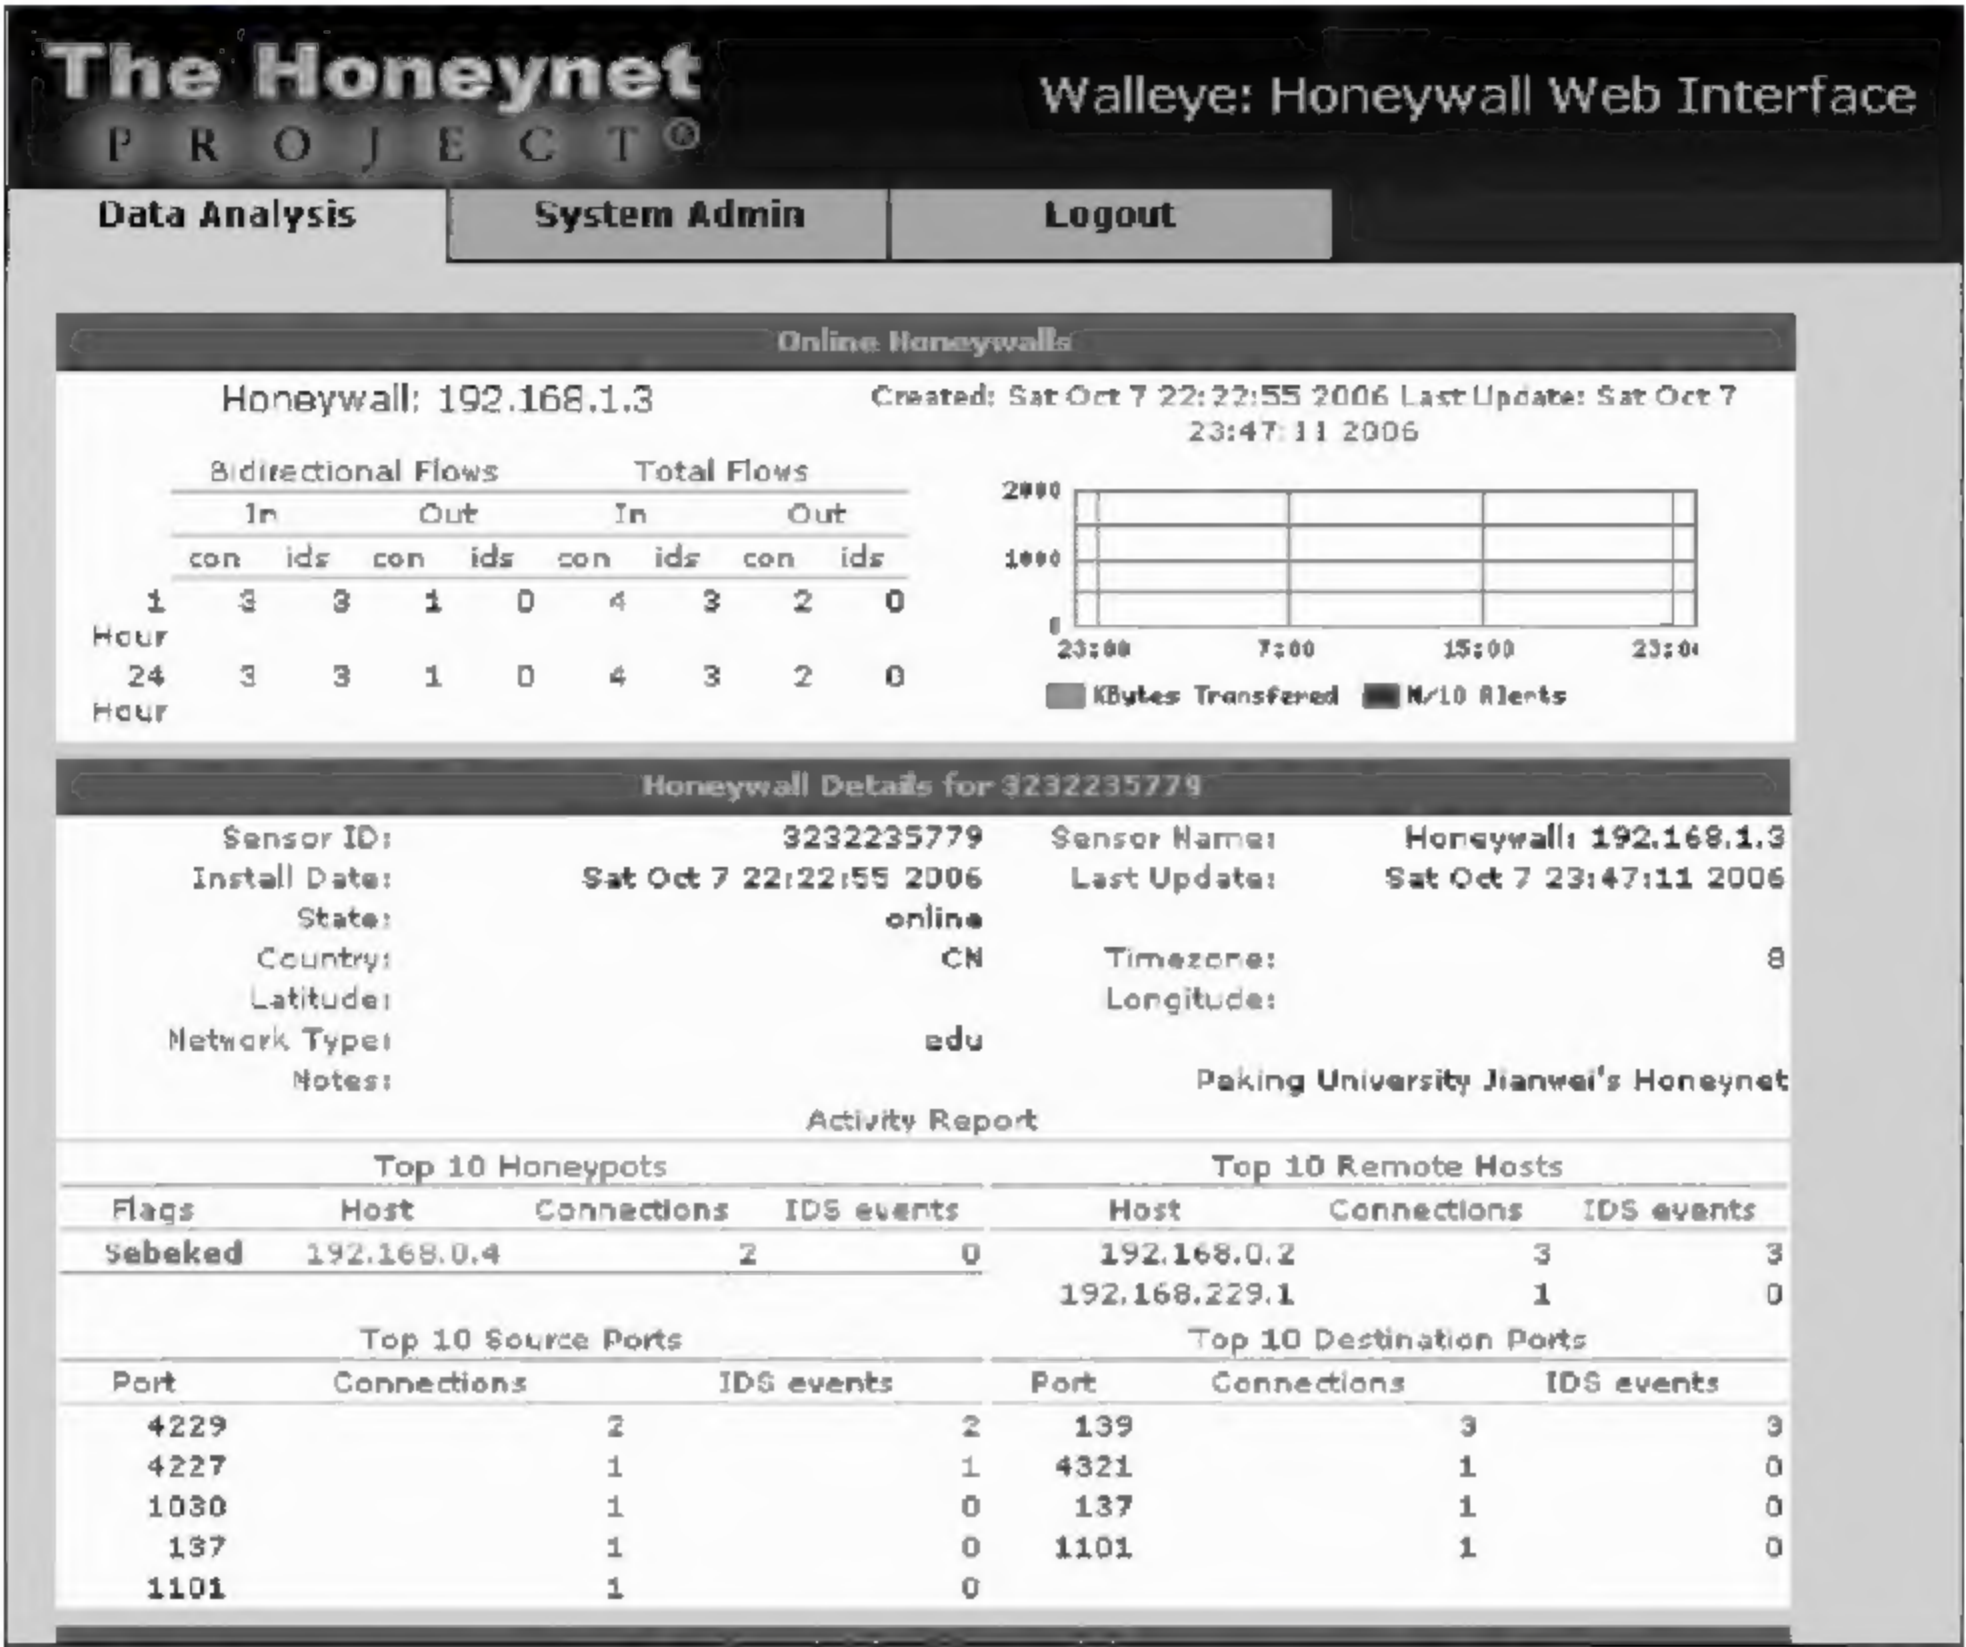 The Honeynet
PROJECT®
Walleye: Honeywall Web Interface
Data Analysis System Admin Logout
Online Honeywalls
Honeywall: 192.168.1.3
Created: Sat Oct 7 22:22:55 2006 Last Update: Sat Oct 7
23:47:11 2006
Bidirectional Flows Total Flows
In Out In Out
con ids con ids con ids con ids
1 3 3 1 0 4 3 2 0
Hour
24 3 3 1 0 4 3 2 0
Hour
2000
1000
0
23:00 7:00 15:00
KBytes Transfered N/10 Alerts
Honeywall Details for 3232235779
Sensor ID: 3232235779 Sensor Name: Honeywall: 192.168.1.3
Install Date: Sat Oct 7 22:22:55 2006 Last Update: Sat Oct 7 23:47:11 2006
State: online
Country: CN Timezone: 8
Latitude: Longitude:
Network Type: edu
Notes: Peking University Jianwei's Honeynet
Activity Report
Top 10 Honeypots Top 10 Remote Hosts
Flags Host Connections IDS events Host Connections IDS events
Sebeked 192.168.0.4 2 0 192.168.0.2 3 3
192.168.229.1 1 0
Top 10 Source Ports Top 10 Destination Ports
Port Connections IDS events Port Connections IDS events
4229 2 2 139 3 3
4227 1 1 4321 1 0
1030 1 0 137 1 0
137 1 0 1101 1 0
1101 1 0